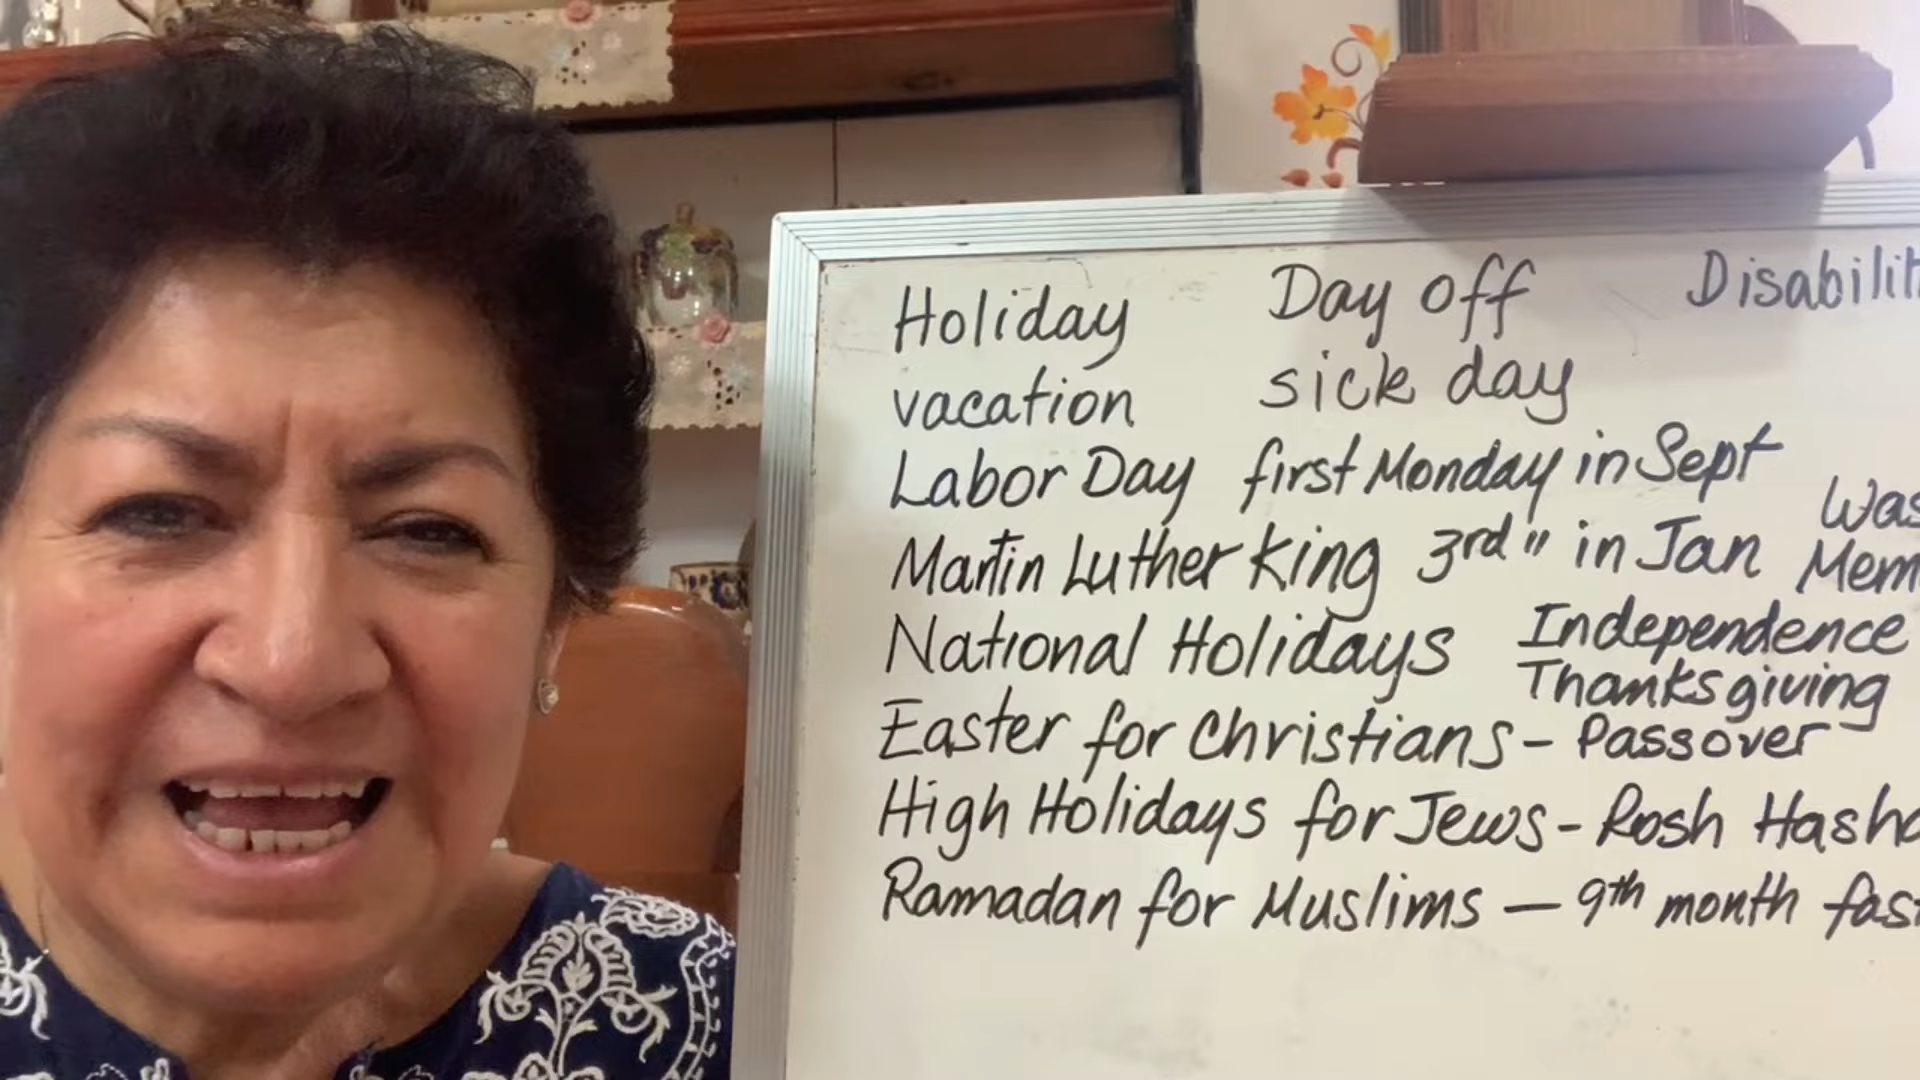 Holiday Day off
vacation sick day
Labor Day first Monday in Sept
Martin Luther King 3rd " in Jan
National Holidays Independence
Thanksgiving
Easter for Christians - Passover
High Holidays for Jews - Rosh
Ramadan for Muslims — 9th month